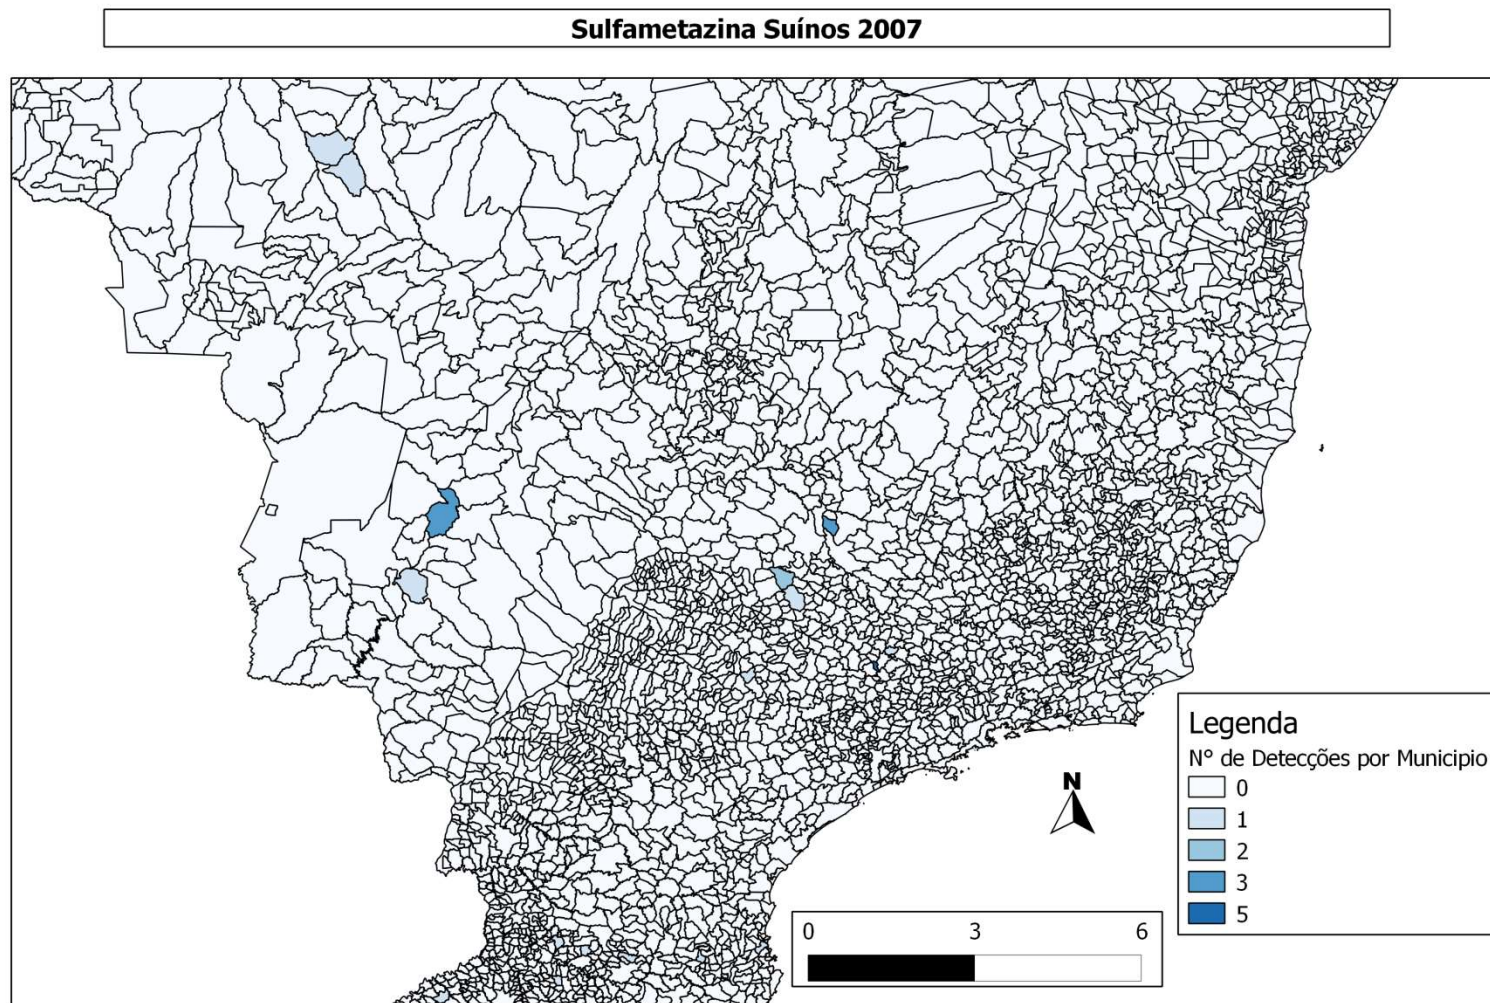 Sulfametazina Suínos 2007
N
Legenda
N° de Detecções por Municipio
0
1
2
3
5
0 3 6